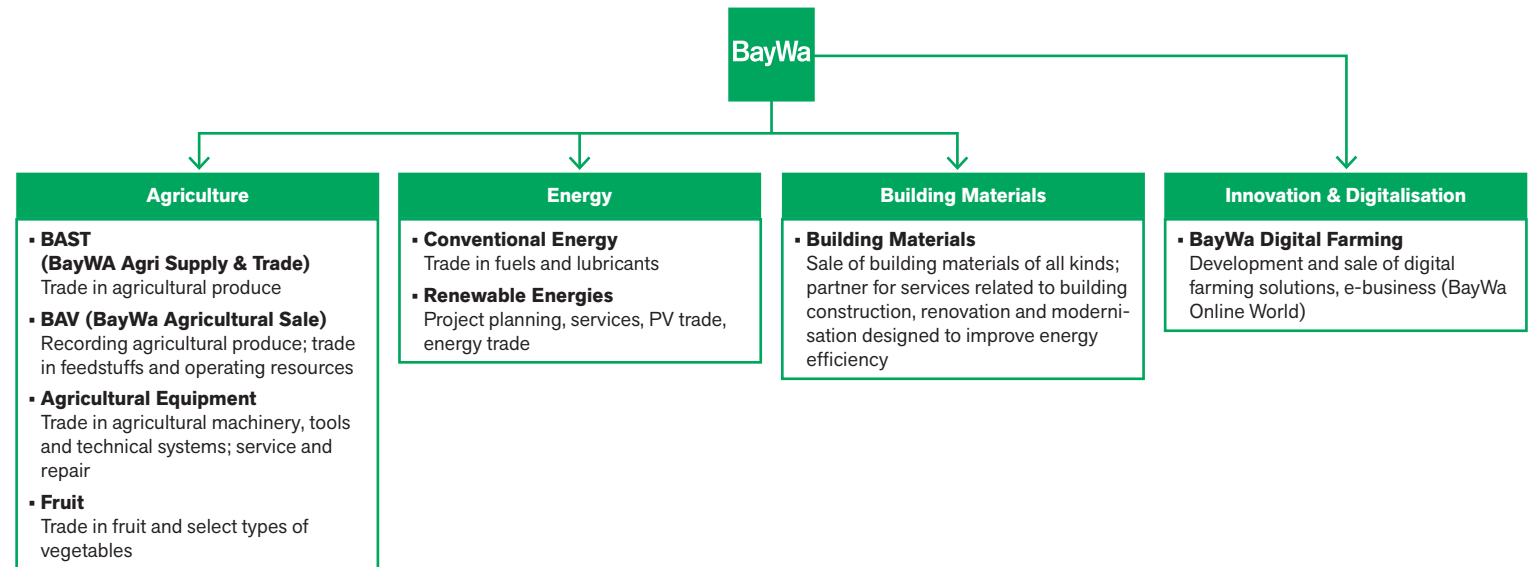 BayWa
Agriculture
▪ BAST
(BayWA Agri Supply & Trade)
Trade in agricultural produce
▪ BAV (BayWa Agricultural Sale)
Recording agricultural produce; trade
in feedstuffs and operating resources
▪ Agricultural Equipment
Trade in agricultural machinery, tools
and technical systems; service and
repair
▪ Fruit
Trade in fruit and select types of
vegetables
Energy
▪ Conventional Energy
Trade in fuels and lubricants
▪ Renewable Energies
Project planning, services, PV trade,
energy trade
Building Materials
▪ Building Materials
Sale of building materials of all kinds;
partner for services related to building
construction, renovation and moderni-
sation designed to improve energy
efficiency
Innovation & Digitalisation
▪ BayWa Digital Farming
Development and sale of digital
farming solutions, e-business (BayWa
Online World)